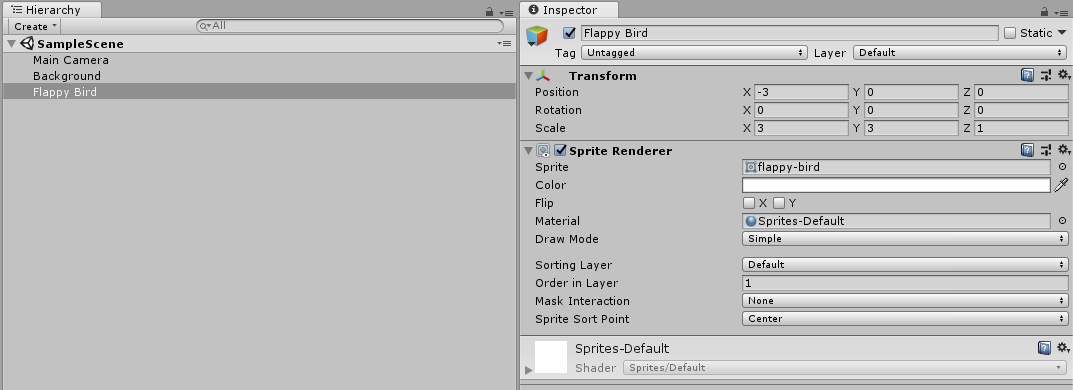 Hierarchy
Create
All
SampleScene
Main Camera
Background
Flappy Bird
Inspector
Flappy Bird Static
Tag Untagged Layer Default
Transform
Position X -3 Y 0 Z 0
Rotation X 0 Y 0 Z 0
Scale X 3 Y 3 Z 1
Sprite Renderer
Sprite flappy-bird
Color
Flip X Y
Material Sprites-Default
Draw Mode Simple
Sorting Layer Default
Order in Layer 1
Mask Interaction None
Sprite Sort Point Center
Sprites-Default
Shader Sprites/Default